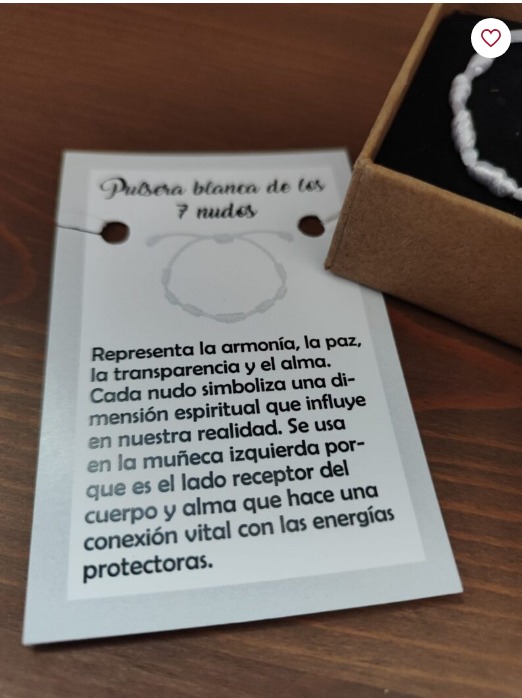 Pulsera blanca de los
7 nudos
Representa la armonía, la paz,
la transparencia y el alma.
Cada nudo simboliza una di-
mensión espiritual que influye
en nuestra realidad. Se usa
en la muñeca izquierda por-
que es el lado receptor del
cuerpo y alma que hace una
conexión vital con las energías
protectoras.